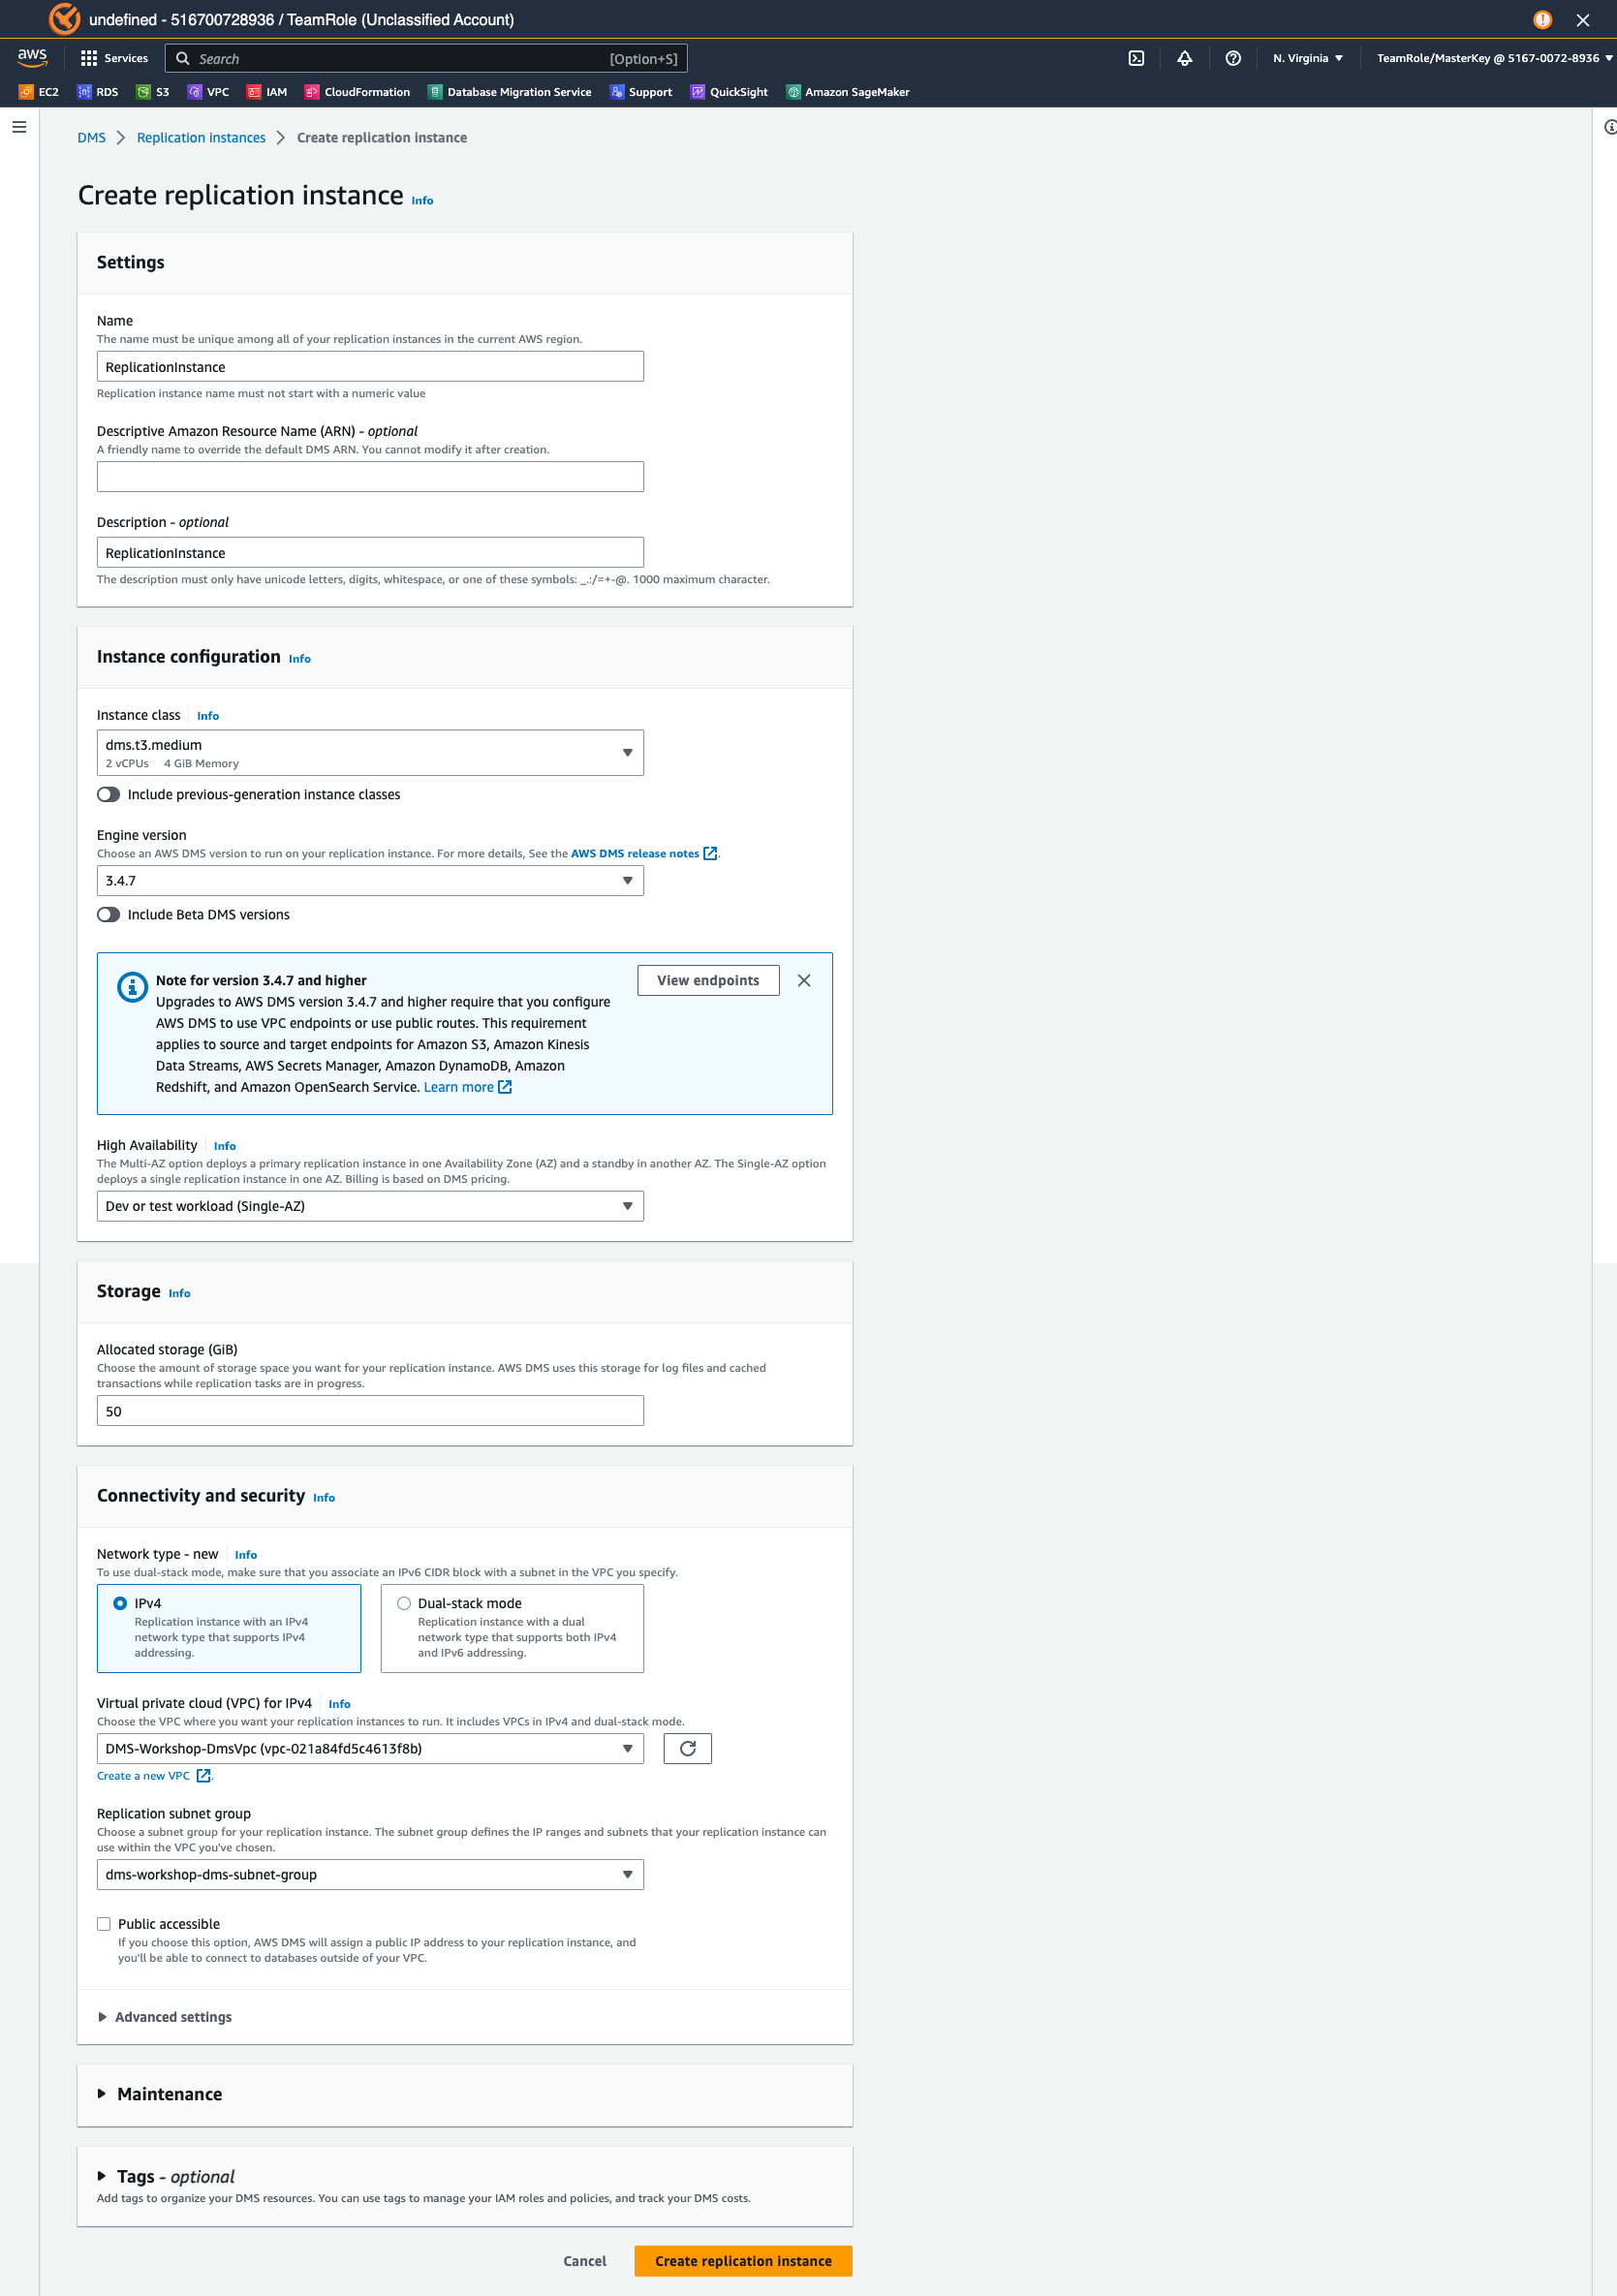 undefined - 516700728936 / TeamRole (Unclassified Account)
aws Services Search [Option+S] N. Virginia TeamRole/MasterKey @ 5167-0072-8936
EC2 RDS S3 VPC IAM CloudFormation Database Migration Service Support QuickSight Amazon SageMaker
DMS Replication instances Create replication instance
Create replication instance Info
Settings
Name
The name must be unique among all of your replication instances in the current AWS region.
ReplicationInstance
Replication instance name must not start with a numeric value
Descriptive Amazon Resource Name (ARN) - optional
A friendly name to override the default DMS ARN. You cannot modify it after creation.
Description - optional
ReplicationInstance
The description must only have unicode letters, digits, whitespace, or one of these symbols: _.:/=+-@. 1000 maximum character.
Instance configuration Info
Instance class Info
dms.t3.medium
2 vCPUs 4 GiB Memory
Include previous-generation instance classes
Engine version
Choose an AWS DMS version to run on your replication instance. For more details, See the AWS DMS release notes .
3.4.7
Include Beta DMS versions
Note for version 3.4.7 and higher View endpoints
Upgrades to AWS DMS version 3.4.7 and higher require that you configure
AWS DMS to use VPC endpoints or use public routes. This requirement
applies to source and target endpoints for Amazon S3, Amazon Kinesis
Data Streams, AWS Secrets Manager, Amazon DynamoDB, Amazon
Redshift, and Amazon OpenSearch Service. Learn more
High Availability Info
The Multi-AZ option deploys a primary replication instance in one Availability Zone (AZ) and a standby in another AZ. The Single-AZ option
deploys a single replication instance in one AZ. Billing is based on DMS pricing.
Dev or test workload (Single-AZ)
Storage Info
Allocated storage (GiB)
Choose the amount of storage space you want for your replication instance. AWS DMS uses this storage for log files and cached
transactions while replication tasks are in progress.
50
Connectivity and security Info
Network type - new Info
To use dual-stack mode, make sure that you associate an IPv6 CIDR block with a subnet in the VPC you specify.
IPv4
Replication instance with an IPv4
network type that supports IPv4
addressing.
Dual-stack mode
Replication instance with a dual
network type that supports both IPv4
and IPv6 addressing.
Virtual private cloud (VPC) for IPv4 Info
Choose the VPC where you want your replication instances to run. It includes VPCs in IPv4 and dual-stack mode.
DMS-Workshop-DmsVpc (vpc-021a84fd5c4613f8b)
Create a new VPC .
Replication subnet group
Choose a subnet group for your replication instance. The subnet group defines the IP ranges and subnets that your replication instance can
use within the VPC you've chosen.
dms-workshop-dms-subnet-group
Public accessible
If you choose this option, AWS DMS will assign a public IP address to your replication instance, and
you'll be able to connect to databases outside of your VPC.
Advanced settings
Maintenance
Tags - optional
Add tags to organize your DMS resources. You can use tags to manage your IAM roles and policies, and track your DMS costs.
Cancel Create replication instance